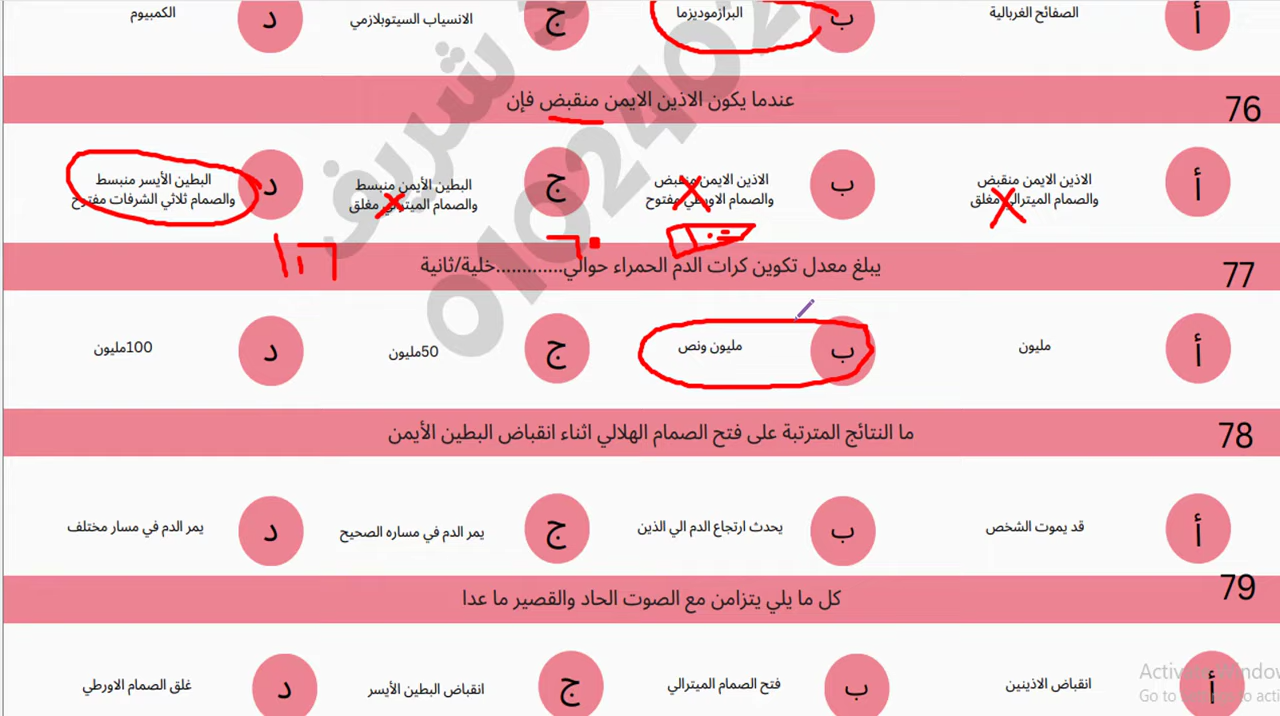 أ الصفائح الغربالية ب البرازموديزما ج الانسياب السيتوبلازمي د الكمبيوم
76 عندما يكون الاذين الايمن منقبض فإن
أ الاذين الايمن منقبض
والصمام الميترالي مغلق
ب الاذين الايمن منقبض
والصمام الاورطي مفتوح
ج البطين الأيمن منبسط
والصمام الميترالي مغلق
د البطين الأيسر منبسط
والصمام ثلاثي الشرفات مفتوح
77 يبلغ معدل تكوين كرات الدم الحمراء حوالي.............خلية/ثانية
أ مليون ب مليون ونص ج 50مليون د 100مليون
78 ما النتائج المترتبة على فتح الصمام الهلالي اثناء انقباض البطين الأيمن
أ قد يموت الشخص ب يحدث ارتجاع الدم الي الذين ج يمر الدم في مساره الصحيح د يمر الدم في مسار مختلف
79 كل ما يلي يتزامن مع الصوت الحاد والقصير ما عدا
أ انقباض الاذينين ب فتح الصمام الميترالي ج انقباض البطين الأيسر د غلق الصمام الاورطي
شريف
010240